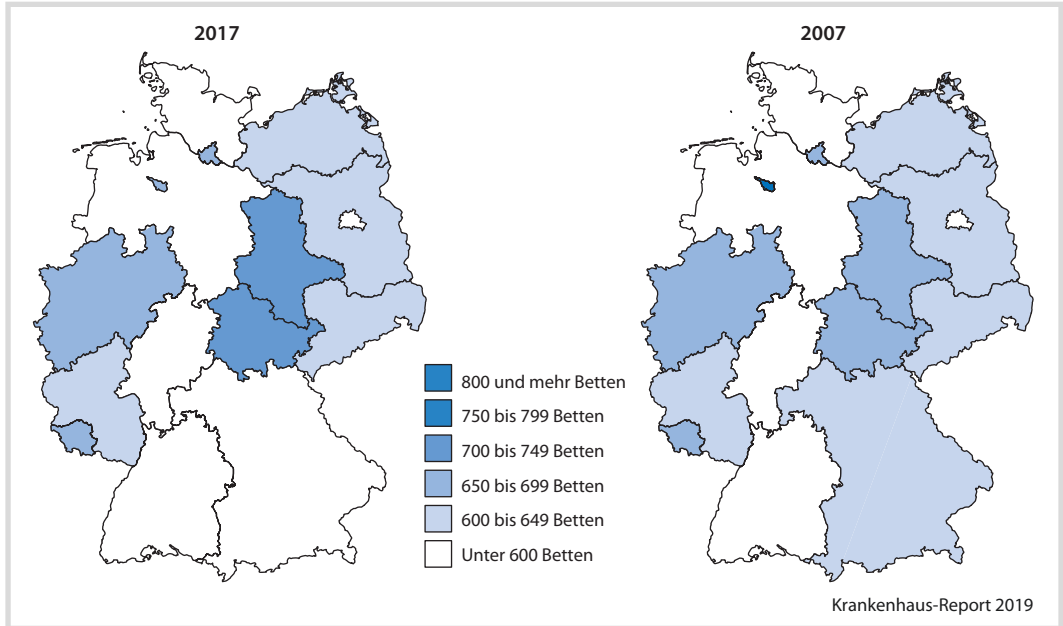 2017
2007
800 und mehr Betten
750 bis 799 Betten
700 bis 749 Betten
650 bis 699 Betten
600 bis 649 Betten
Unter 600 Betten
Krankenhaus-Report 2019